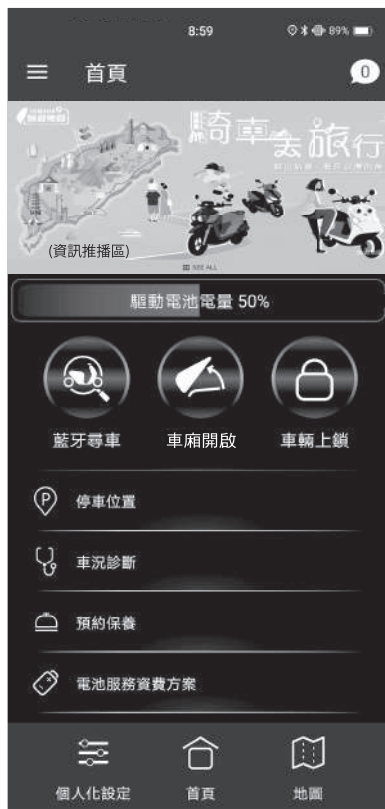 8:59
89%
首頁
0
騎車去旅行
(資訊推播區)
SEE ALL
驅動電池電量 50%
藍牙尋車
車廂開啟
車輛上鎖
P
停車位置
車況診斷
預約保養
電池服務資費方案
個人化設定
首頁
地圖